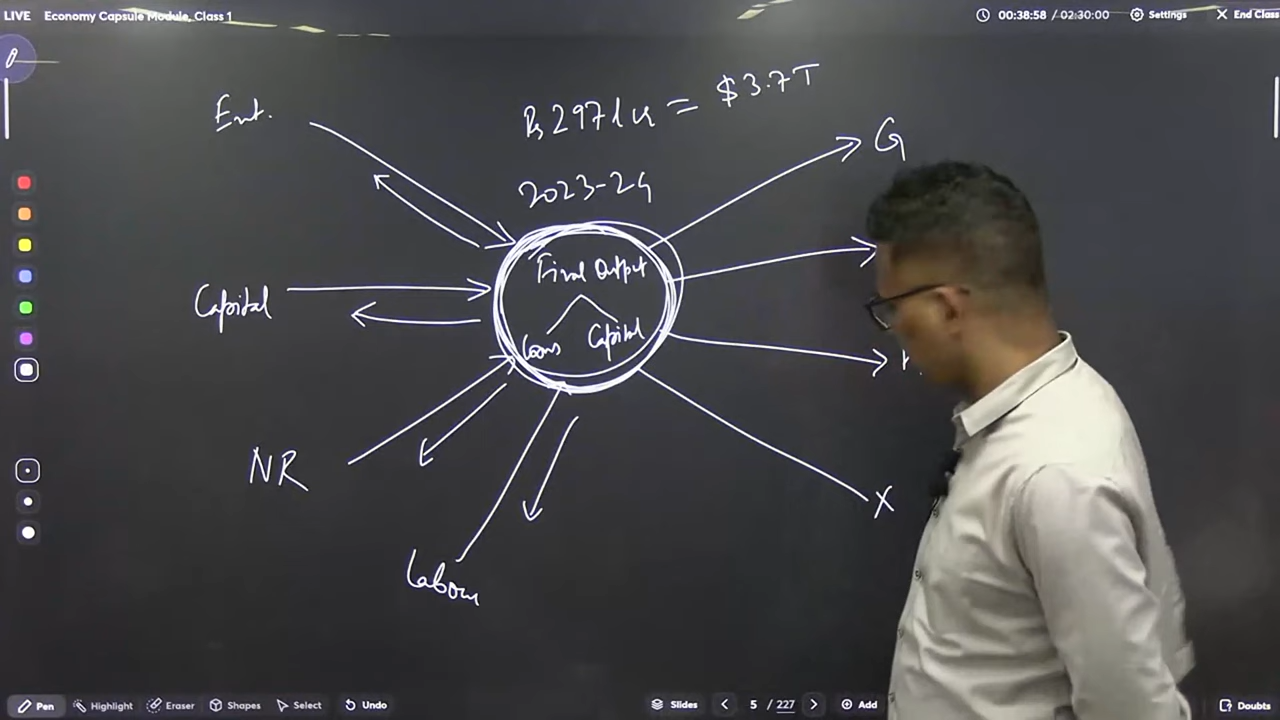 LIVE Economy Capsule Module, Class 1 00:38:58 / 02:30:00 Settings End Class
Rs 297 lk = $3.7T
Ent.
G
2023-24
Final Output
Cons Capital
Capital
NR
X
Labour
Pen Highlight Eraser Shapes Select Undo Slides 5 / 227 Add Doubts